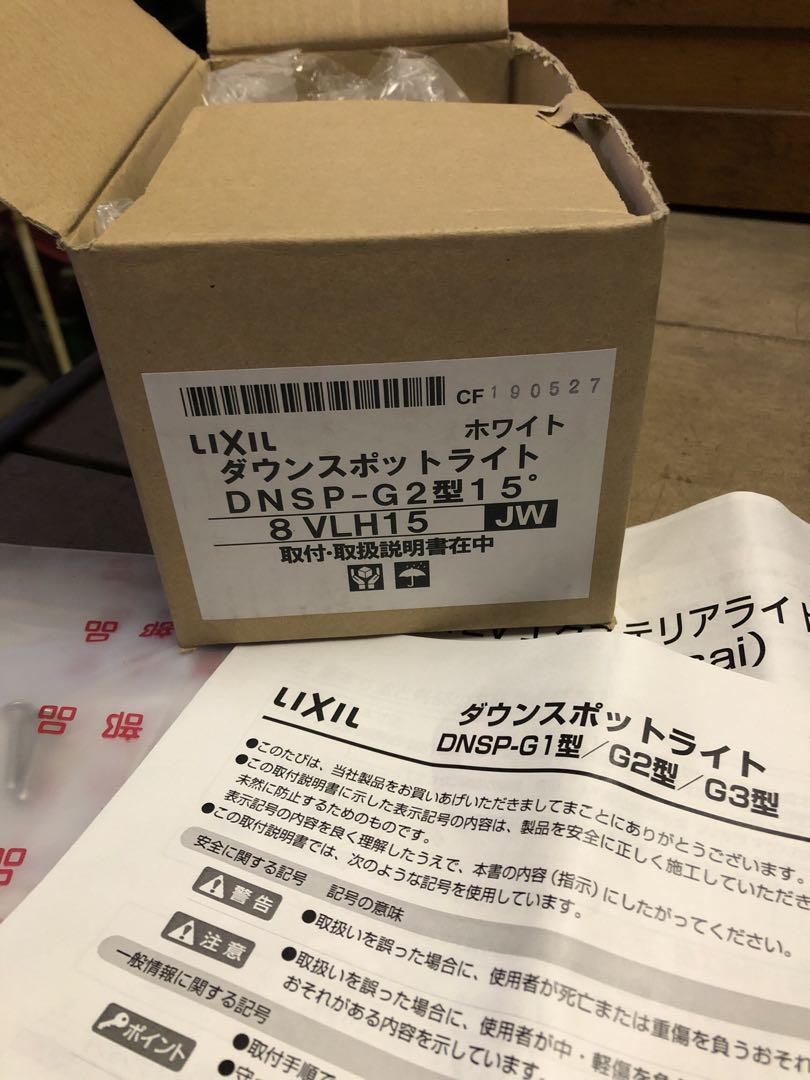 CF190527
LIXIL ホワイト
ダウンスポットライト
DNSP-G2型15°
8 VLH15 JW
取付・取扱説明書在中
部品
部品
品
テリアライト
ai)
LIXIL ダウンスポットライト
DNSP-G1型/G2型/G3型
●このたびは、当社製品をお買いあげいただきましてまことにありがとうございます。
●この取付説明書に示した表示記号の内容は、製品を安全に正しく施工していただき
未然に防止するためのものです。
表示記号の内容を良く理解したうえで、本書の内容(指示)にしたがってください。
●この取付説明書では、次のような記号を使用しています。
安全に関する記号 記号の意味
警告 ●取扱いを誤った場合に、使用者が死亡または重傷を負うおそれ
注意 ●取扱いを誤った場合に、使用者が中・軽傷を負う
おそれがある内容を示しています。
一般情報に関する記号
ポイント ●取付手順で
●守